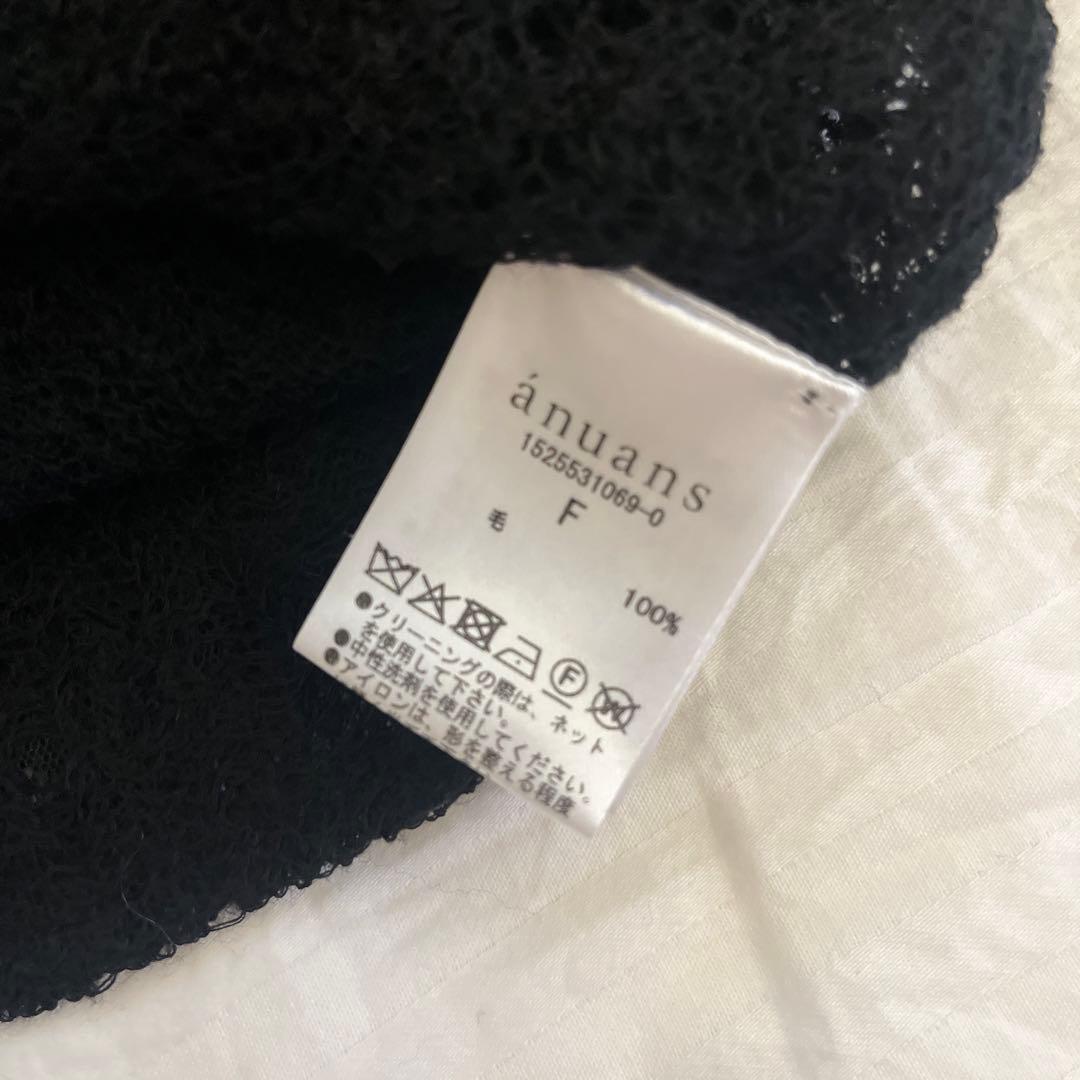 ánuans
1525531069-0
F
毛 100%
●クリーニングの際は、ネット
を使用して下さい。
●中性洗剤を使用してください。
●アイロンは、形を整える程度